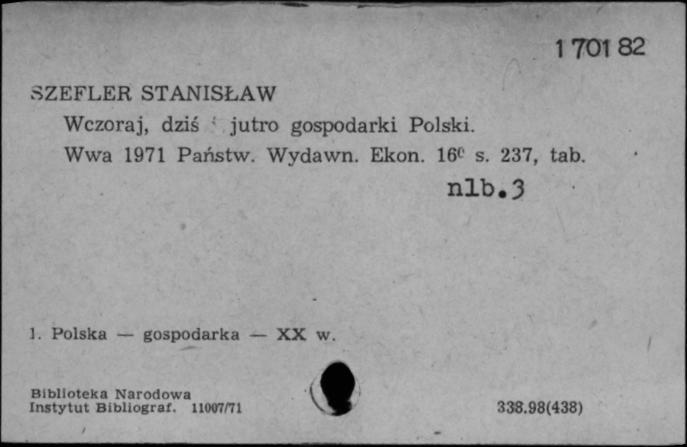 1 701 82
SZEFLER STANISŁAW
Wczoraj, dziś i jutro gospodarki Polski.
Wwa 1971 Państw. Wydawn. Ekon. 16° s. 237, tab.
nlb.3
1. Polska — gospodarka — XX w.
Biblioteka Narodowa
Instytut Bibliograf. 11007/71
338.98(438)